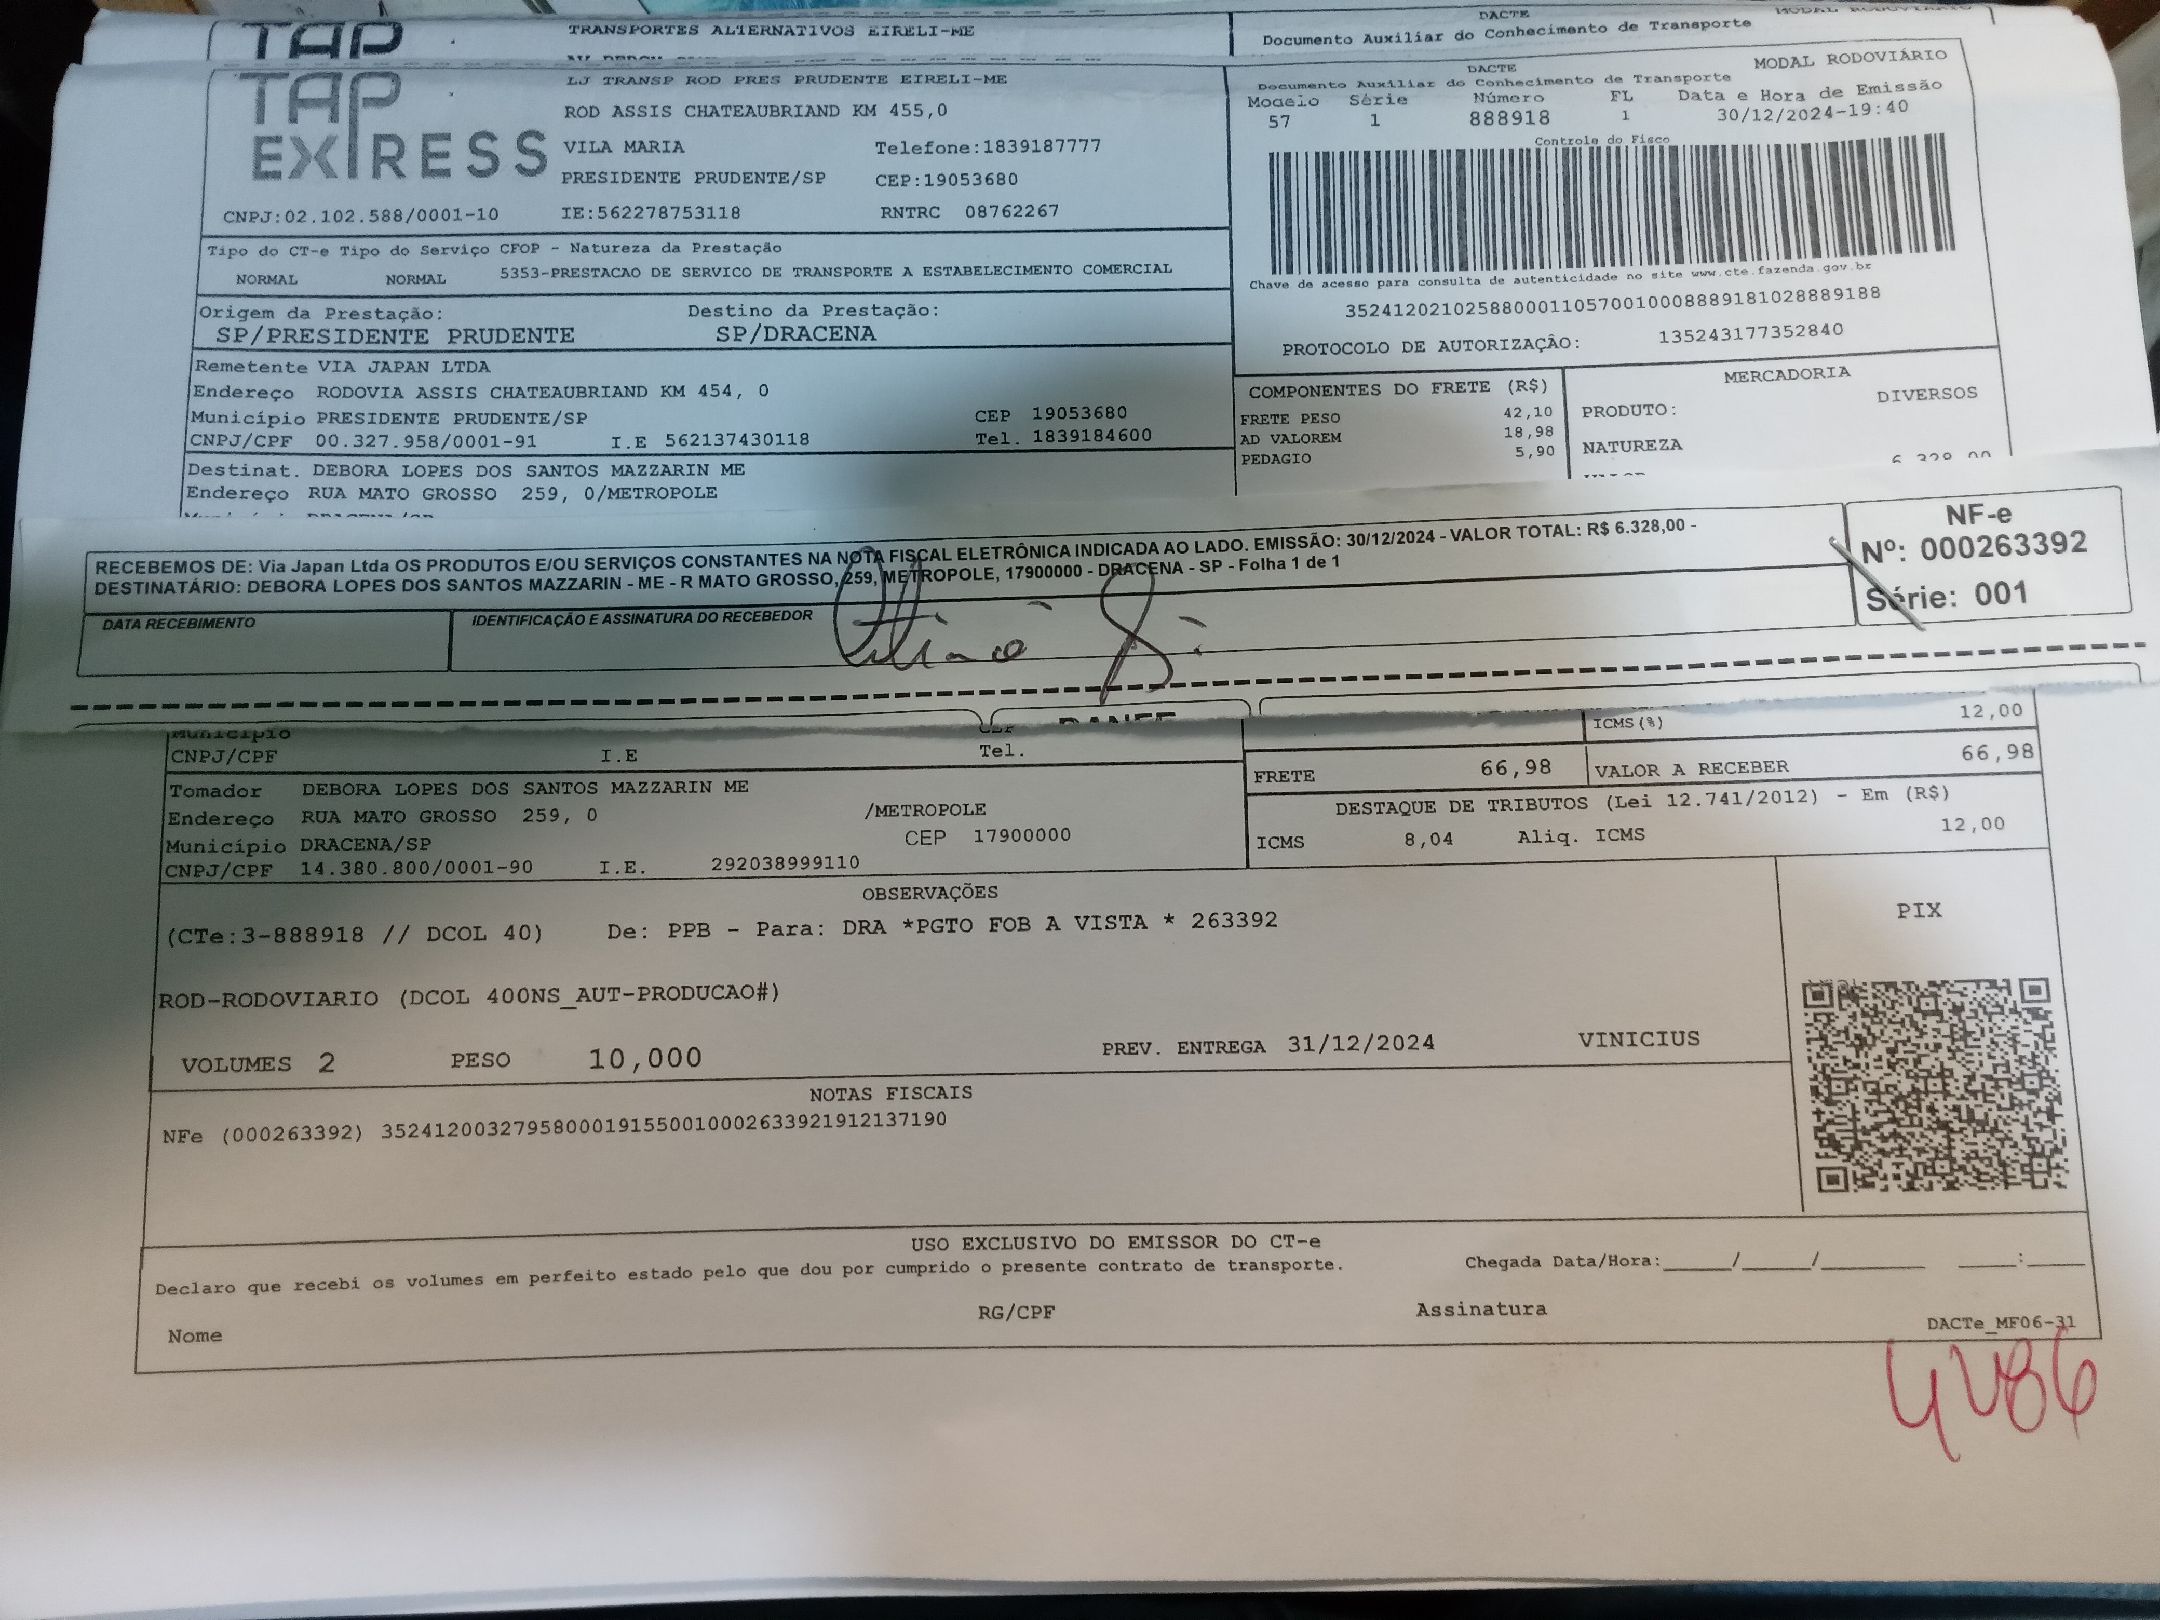 TAP
TRANSPORTES ALTERNATIVOS EIRELI-ME
DACTE
MODAL RODOVIÁRIO
Documento Auxiliar do Conhecimento de Transporte
TAP EXPRESS
LJ TRANSP ROD PRES PRUDENTE EIRELI-ME
ROD ASSIS CHATEAUBRIAND KM 455,0
VILA MARIA Telefone:1839187777
PRESIDENTE PRUDENTE/SP CEP:19053680
CNPJ:02.102.588/0001-10 IE:562278753118 RNTRC 08762267
DACTE
MODAL RODOVIÁRIO
Documento Auxiliar do Conhecimento de Transporte
Modelo Série Número FL Data e Hora de Emissão
57 1 888918 1 30/12/2024-19:40
Controle do Fisco
Chave de acesso para consulta de autenticidade no site www.cte.fazenda.gov.br
35241202102588000110570010008889181028889188
PROTOCOLO DE AUTORIZAÇÃO: 135243177352840
Tipo do CT-e Tipo do Serviço CFOP - Natureza da Prestação
NORMAL NORMAL 5353-PRESTACAO DE SERVICO DE TRANSPORTE A ESTABELECIMENTO COMERCIAL
Origem da Prestação: Destino da Prestação:
SP/PRESIDENTE PRUDENTE SP/DRACENA
Remetente VIA JAPAN LTDA
Endereço RODOVIA ASSIS CHATEAUBRIAND KM 454, 0
Município PRESIDENTE PRUDENTE/SP CEP 19053680
CNPJ/CPF 00.327.958/0001-91 I.E 562137430118 Tel. 1839184600
Destinat. DEBORA LOPES DOS SANTOS MAZZARIN ME
Endereço RUA MATO GROSSO 259, 0/METROPOLE
COMPONENTES DO FRETE (R$)
FRETE PESO 42,10
AD VALOREM 18,98
PEDAGIO 5,90
MERCADORIA
PRODUTO: DIVERSOS
NATUREZA
RECEBEMOS DE: Via Japan Ltda OS PRODUTOS E/OU SERVIÇOS CONSTANTES NA NOTA FISCAL ELETRÔNICA INDICADA AO LADO. EMISSÃO: 30/12/2024 - VALOR TOTAL: R$ 6.328,00 -
DESTINATÁRIO: DEBORA LOPES DOS SANTOS MAZZARIN - ME - R MATO GROSSO, 259, METROPOLE, 17900000 - DRACENA - SP - Folha 1 de 1
DATA RECEBIMENTO IDENTIFICAÇÃO E ASSINATURA DO RECEBEDOR
NF-e
Nº: 000263392
Série: 001
DANFE
Município CEP
CNPJ/CPF I.E Tel.
Tomador DEBORA LOPES DOS SANTOS MAZZARIN ME
Endereço RUA MATO GROSSO 259, 0 /METROPOLE
Município DRACENA/SP CEP 17900000
CNPJ/CPF 14.380.800/0001-90 I.E. 292038999110
ICMS(%) 12,00
FRETE 66,98 VALOR A RECEBER 66,98
DESTAQUE DE TRIBUTOS (Lei 12.741/2012) - Em (R$)
ICMS 8,04 Aliq. ICMS 12,00
OBSERVAÇÕES
(CTe:3-888918 // DCOL 40) De: PPB - Para: DRA *PGTO FOB A VISTA * 263392
ROD-RODOVIARIO (DCOL 400NS_AUT-PRODUCAO#)
VOLUMES 2 PESO 10,000 PREV. ENTREGA 31/12/2024 VINICIUS
PIX
NOTAS FISCAIS
NFe (000263392) 35241200327958000191550010002633921912137190
USO EXCLUSIVO DO EMISSOR DO CT-e
Declaro que recebi os volumes em perfeito estado pelo que dou por cumprido o presente contrato de transporte. Chegada Data/Hora:_____/_____/________ ____:____
Nome RG/CPF Assinatura
DACTe_MF06-31